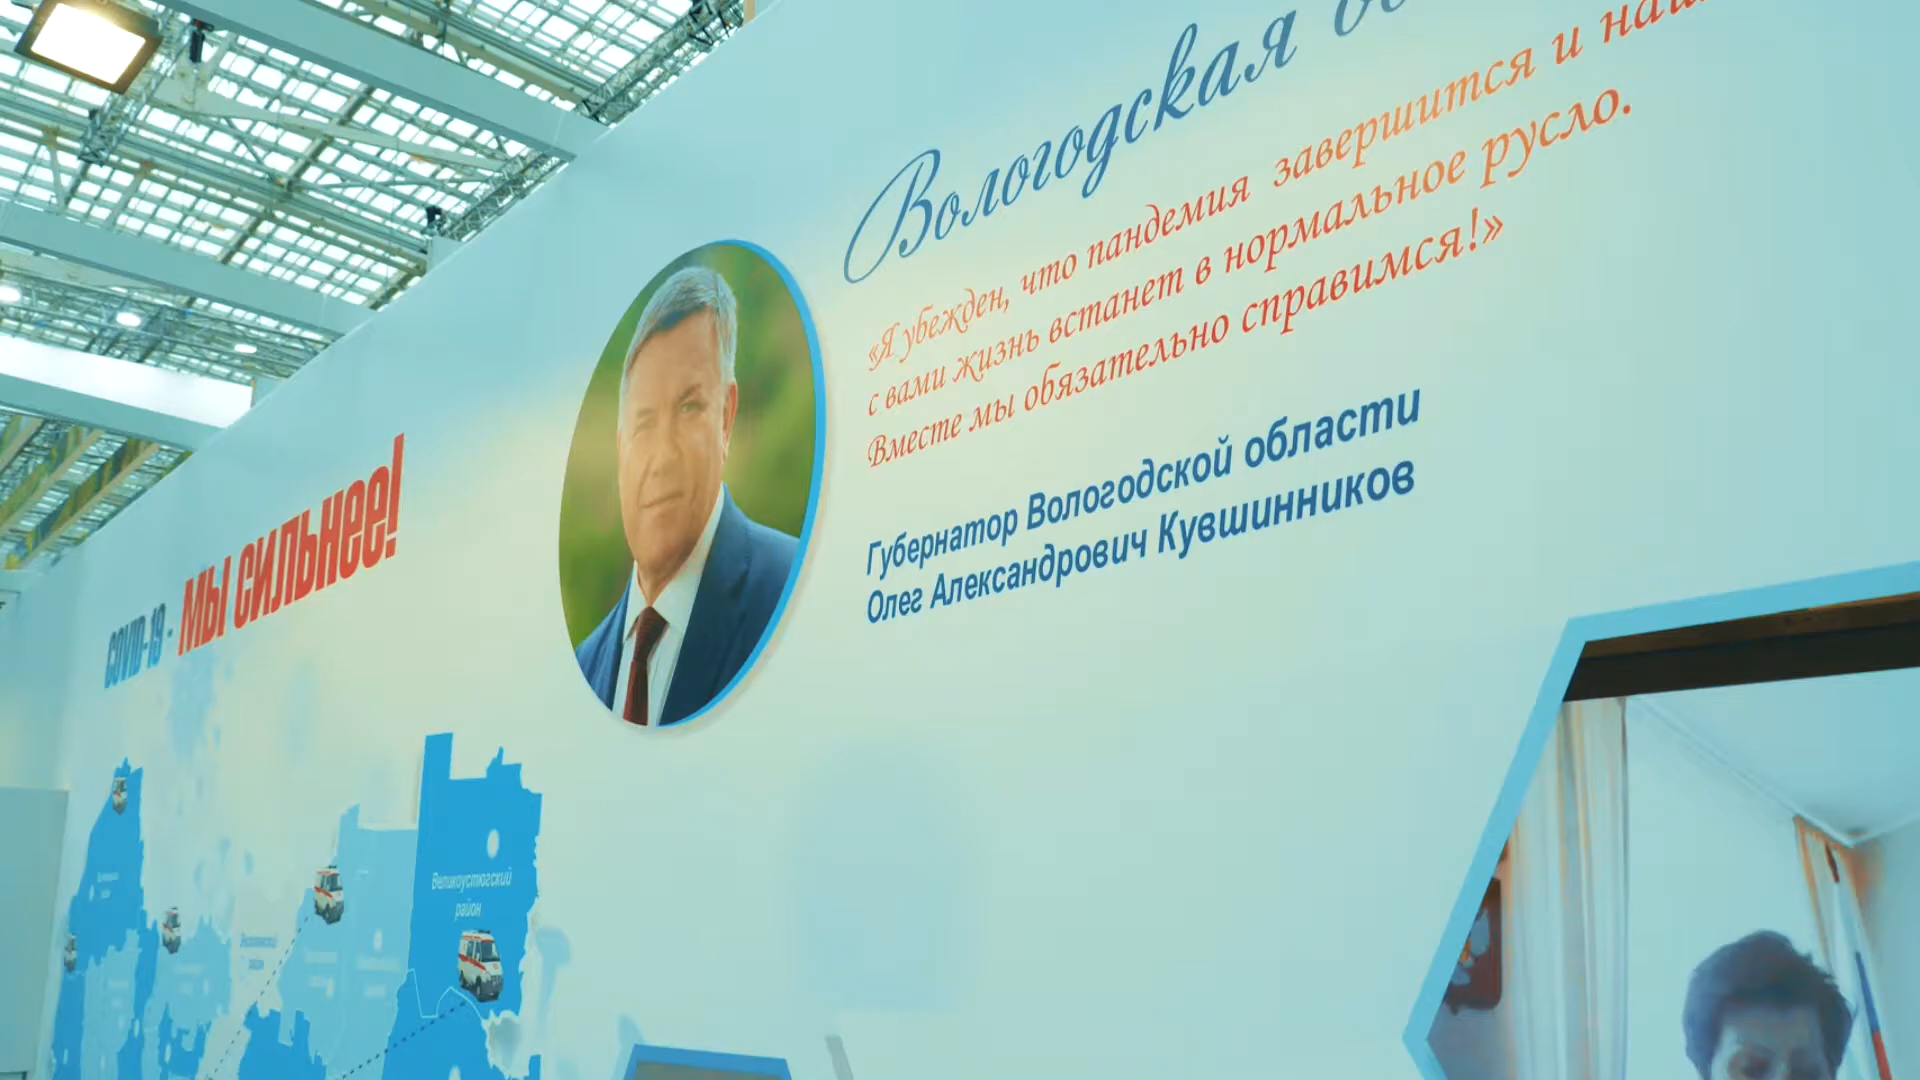 Вологодская
«Я убежден, что пандемия завершится и
с вами жизнь встанет в нормальное русло.
Вместе мы обязательно справимся!»
Губернатор Вологодской области
Олег Александрович Кувшинников
COVID-19 - МЫ СИЛЬНЕЕ!
Великоустюгский
район